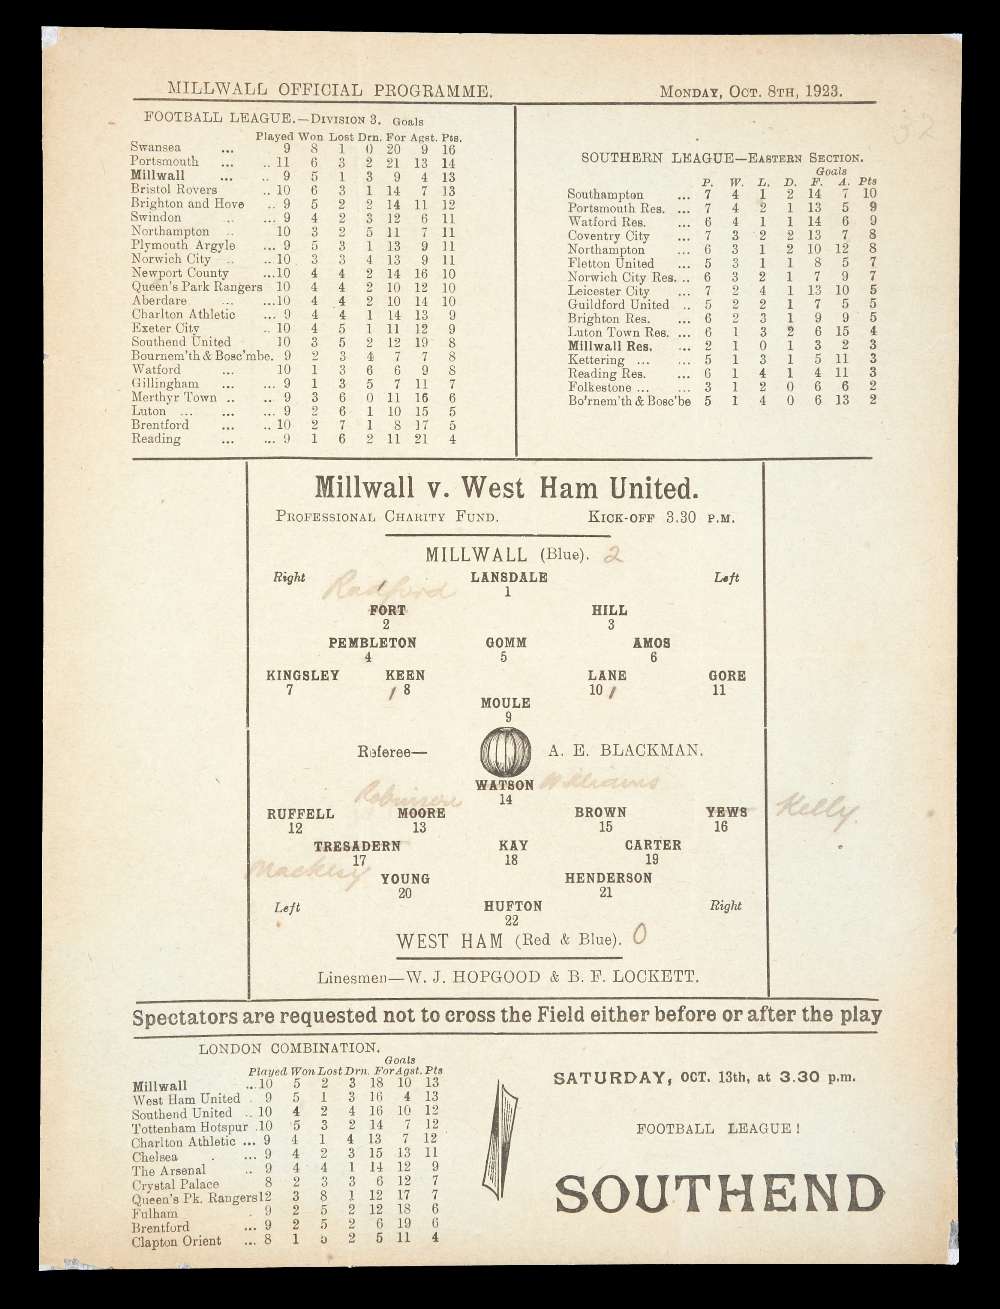 MILLWALL OFFICIAL PROGRAMME. MONDAY, OCT. 8TH, 1923.
32
FOOTBALL LEAGUE.—DIVISION 3. Goals
Played Won Lost Drn. For Agst. Pts.
Swansea ... 9 8 1 0 20 9 16
Portsmouth ... .. 11 6 3 2 21 13 14
Millwall ... .. 9 5 1 3 9 4 13
Bristol Rovers .. 10 6 3 1 14 7 13
Brighton and Hove .. 9 5 2 2 14 11 12
Swindon .. ... 9 4 2 3 12 6 11
Northampton .. 10 3 2 5 11 7 11
Plymouth Argyle ... 9 5 3 1 13 9 11
Norwich City .. .. 10 3 3 4 13 9 11
Newport County ...10 4 4 2 14 16 10
Queen's Park Rangers 10 4 4 2 10 12 10
Aberdare ... ...10 4 4 2 10 14 10
Charlton Athletic ... 9 4 4 1 14 13 9
Exeter City .. 10 4 5 1 11 12 9
Southend United 10 3 5 2 12 19 8
Bournem'th & Bosc'mbe. 9 2 3 4 7 7 8
Watford ... 10 1 3 6 6 9 8
Gillingham ... ... 9 1 3 5 7 11 7
Merthyr Town .. .. 9 3 6 0 11 16 6
Luton ... ... ... 9 2 6 1 10 15 5
Brentford ... .. 10 2 7 1 8 17 5
Reading ... ... 9 1 6 2 11 21 4
SOUTHERN LEAGUE—EASTERN SECTION.
Goals
P. W. L. D. F. A. Pts
Southampton ... 7 4 1 2 14 7 10
Portsmouth Res. ... 7 4 2 1 13 5 9
Watford Res. ... 6 4 1 1 14 6 9
Coventry City ... 7 3 2 2 13 7 8
Northampton ... 6 3 1 2 10 12 8
Fletton United ... 5 3 1 1 8 5 7
Norwich City Res. .. 6 3 2 1 7 9 7
Leicester City ... 7 2 4 1 13 10 5
Guildford United .. 5 2 2 1 7 5 5
Brighton Res. ... 6 2 3 1 9 9 5
Luton Town Res. ... 6 1 3 2 6 15 4
Millwall Res. ... 2 1 0 1 3 2 3
Kettering ... ... 5 1 3 1 5 11 3
Reading Res. ... 6 1 4 1 4 11 3
Folkestone ... ... 3 1 2 0 6 6 2
Bo'rnem'th & Bosc'be 5 1 4 0 6 13 2
Millwall v. West Ham United.
PROFESSIONAL CHARITY FUND. KICK-OFF 3.30 P.M.
MILLWALL (Blue). 2
Right LANSDALE Left
1
Radford
FORT HILL
2 3
PEMBLETON GOMM AMOS
4 5 6
KINGSLEY KEEN LANE GORE
7 / 8 10 / 11
MOULE
9
Referee— A. E. BLACKMAN.
WATSON Williams
14
Robinson
RUFFELL MOORE BROWN YEWS Kelly.
12 13 15 16
TRESADERN KAY CARTER
17 18 19
Mackesy
YOUNG HENDERSON
20 21
Left HUFTON Right
22
WEST HAM (Red & Blue). 0
Linesmen—W. J. HOPGOOD & B. F. LOCKETT.
Spectators are requested not to cross the Field either before or after the play
LONDON COMBINATION.
Goals
Played Won Lost Drn. For Agst. Pts
Millwall ...10 5 2 3 18 10 13
West Ham United . 9 5 1 3 16 4 13
Southend United .. 10 4 2 4 16 10 12
Tottenham Hotspur .10 5 3 2 14 7 12
Charlton Athletic ... 9 4 1 4 13 7 12
Chelsea . ... 9 4 2 3 15 13 11
The Arsenal .. 9 4 4 1 14 12 9
Crystal Palace 8 2 3 3 6 12 7
Queen's Pk. Rangers12 3 8 1 12 17 7
Fulham . 9 2 5 2 12 18 6
Brentford ... 9 2 5 2 6 19 6
Clapton Orient ... 8 1 5 2 5 11 4
SATURDAY, OCT. 13th, at 3.30 p.m.
FOOTBALL LEAGUE!
SOUTHEND